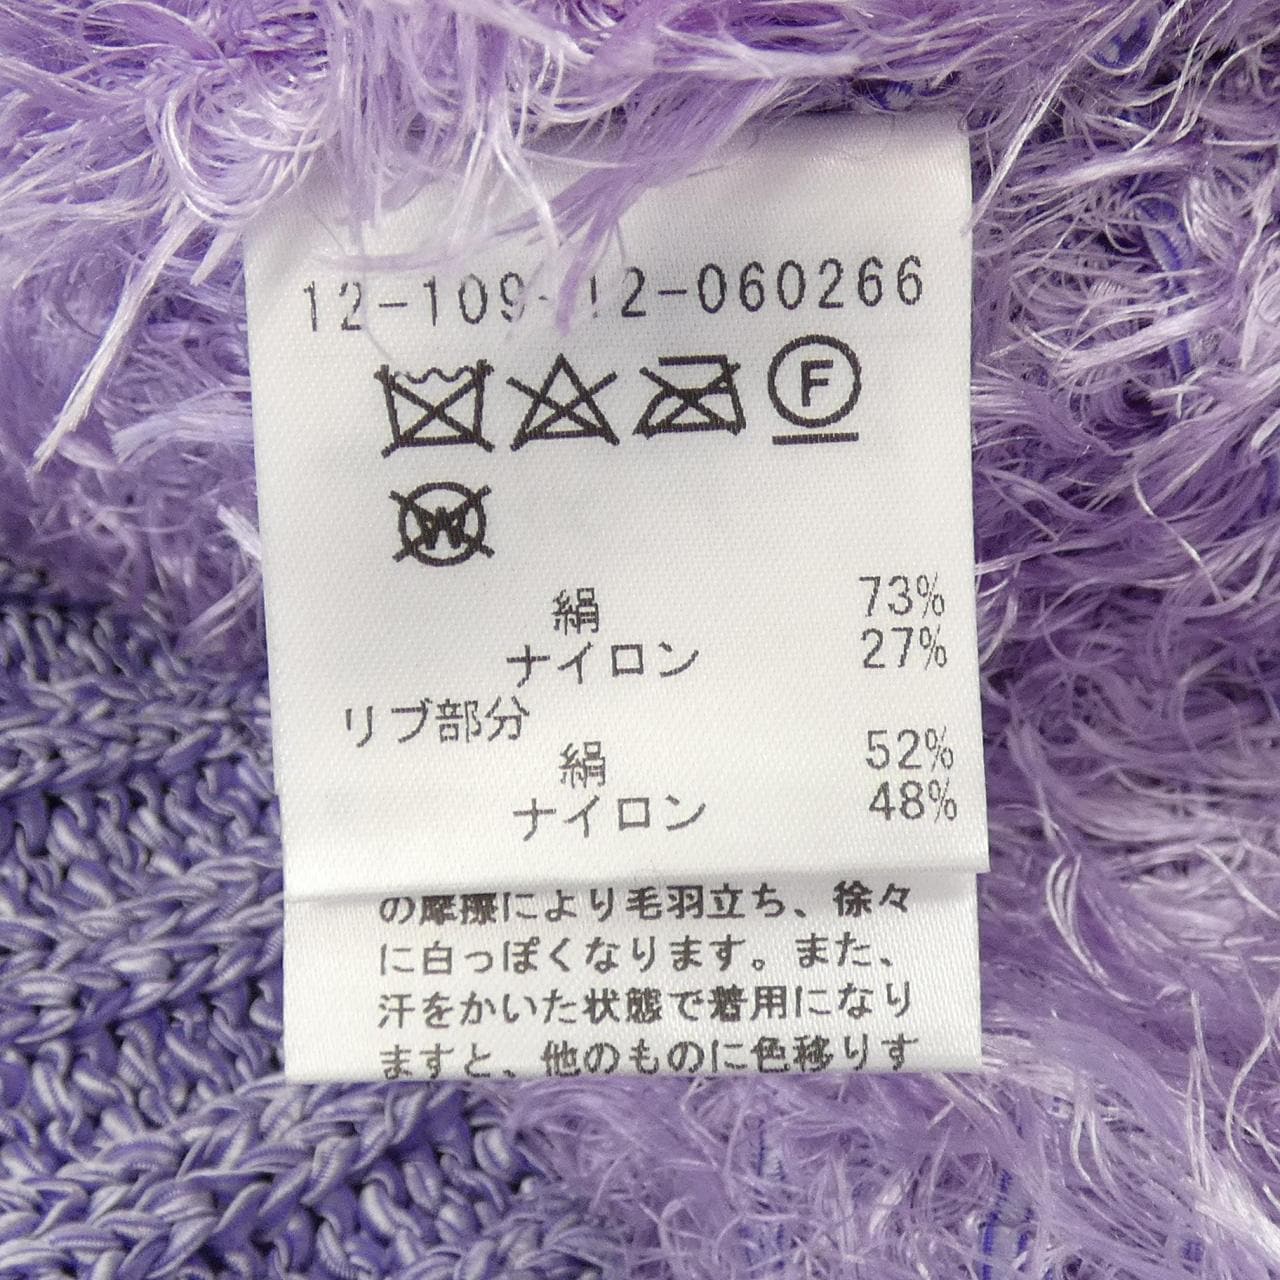 12-109-12-060266
F
W
絹 73%
ナイロン 27%
リブ部分
絹 52%
ナイロン 48%
の摩擦により毛羽立ち、徐々
に白っぽくなります。また、
汗をかいた状態で着用になり
ますと、他のものに色移りす